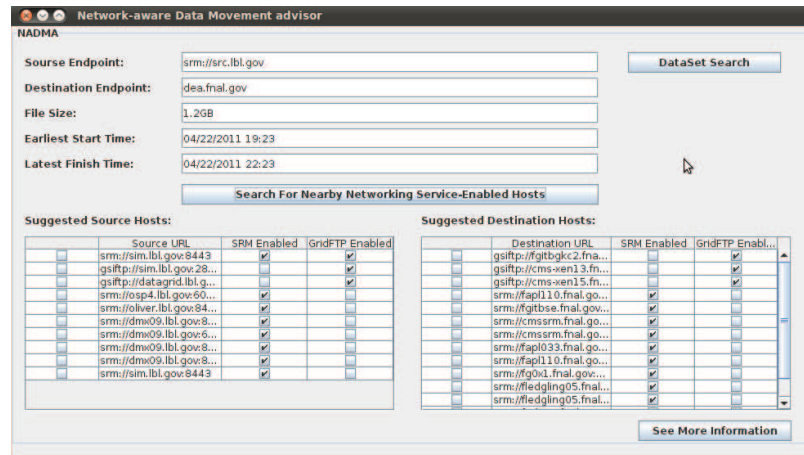 Network-aware Data Movement advisor
NADMA
Sourse Endpoint: srm://src.lbl.gov DataSet Search
Destination Endpoint: dea.fnal.gov
File Size: 1.2GB
Earliest Start Time: 04/22/2011 19:23
Latest Finish Time: 04/22/2011 22:23
Search For Nearby Networking Service-Enabled Hosts
Suggested Source Hosts:
Source URL SRM Enabled GridFTP Enabled
srm://sim.lbl.gov:8443
gsiftp://sim.lbl.gov:28...
gsiftp://datagrid.lbl.g...
srm://osp4.lbl.gov:60...
srm://oliver.lbl.gov:84...
srm://dmx09.lbl.gov:8...
srm://dmx09.lbl.gov:6...
srm://dmx09.lbl.gov:8...
srm://dmx09.lbl.gov:8...
srm://sim.lbl.gov:8443
Suggested Destination Hosts:
Destination URL SRM Enabled GridFTP Enabl...
gsiftp://fgitbgkc2.fna...
gsiftp://cms-xen13.fn...
gsiftp://cms-xen15.fn...
srm://fapl110.fnal.go...
srm://fgitbse.fnal.gov...
srm://cmssrm.fnal.go...
srm://cmssrm.fnal.go...
srm://fapl033.fnal.go...
srm://fapl110.fnal.go...
srm://fg0x1.fnal.gov:...
srm://fledgling05.fnal...
srm://fledgling05.fnal...
See More Information